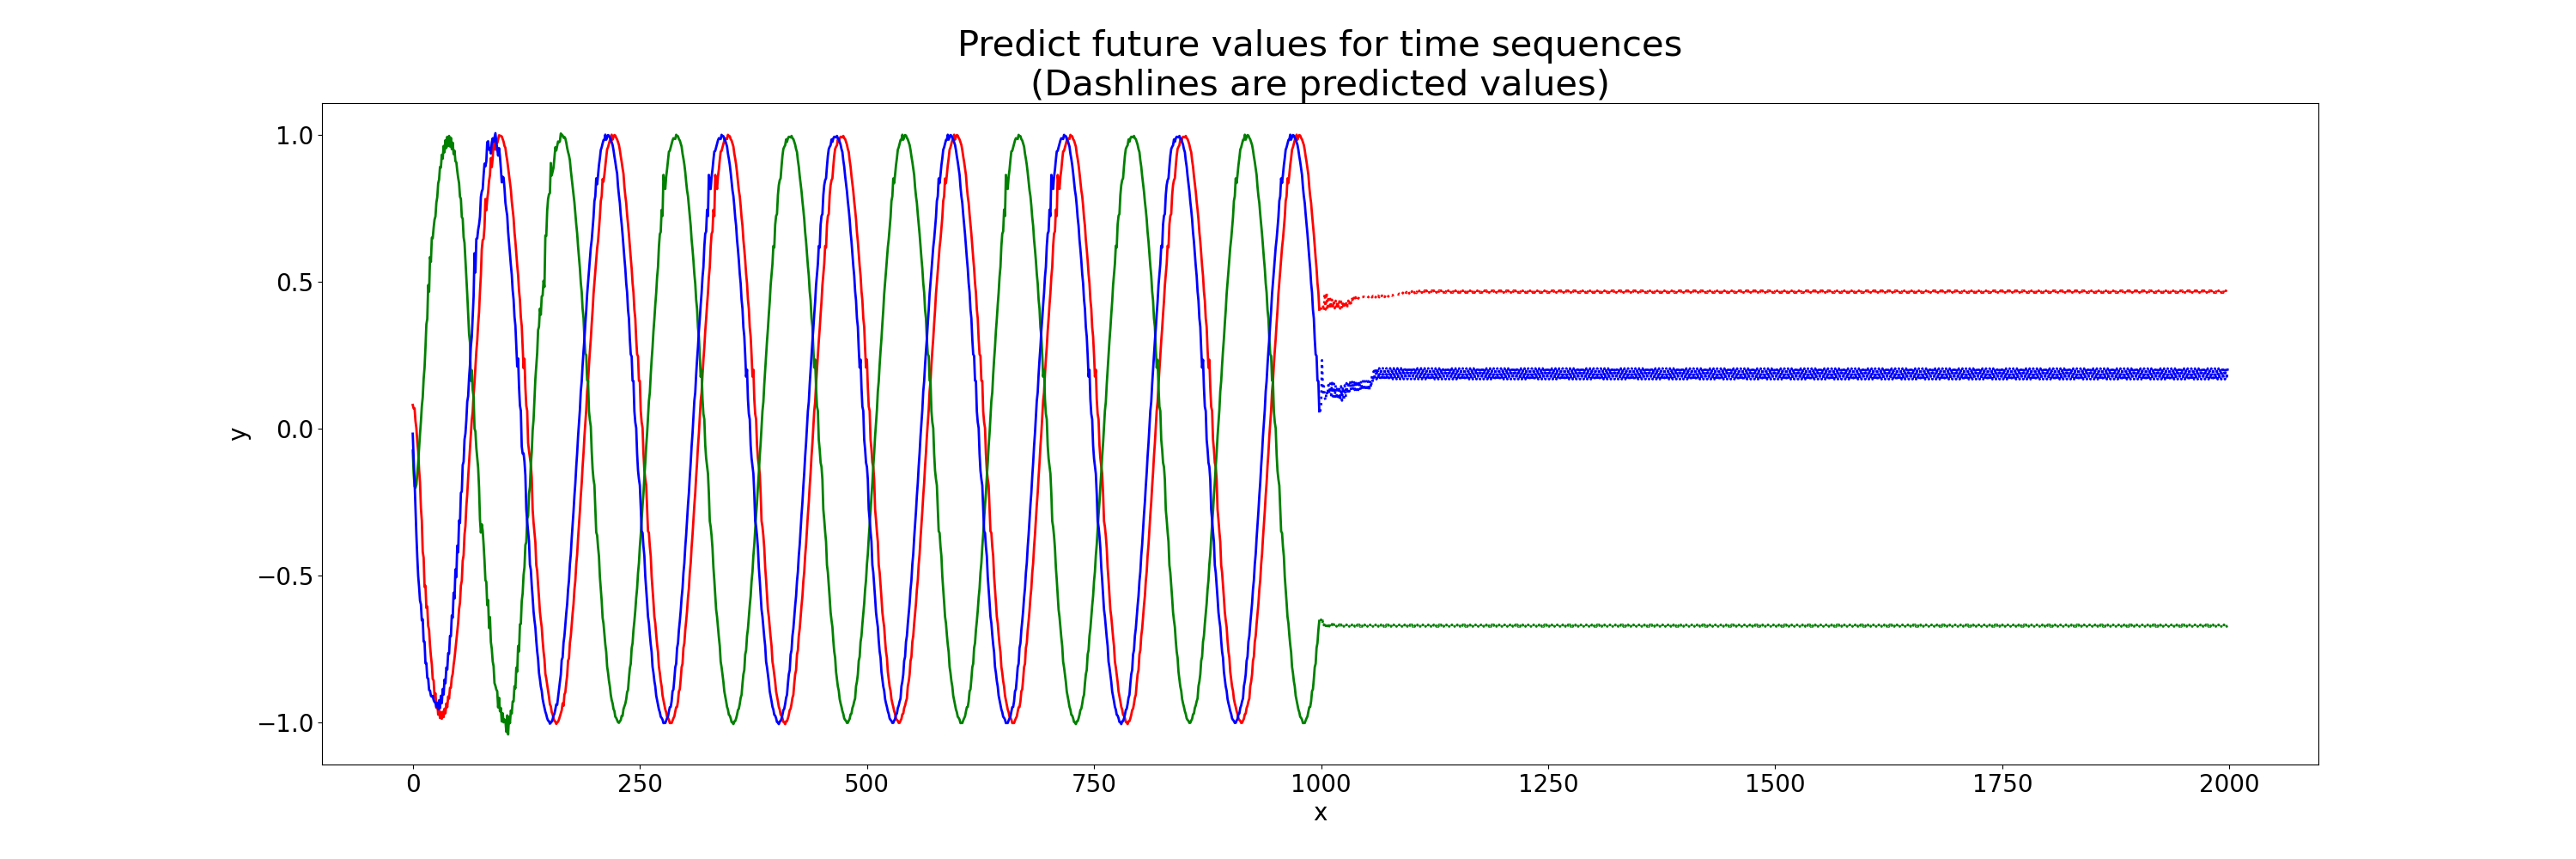 Predict future values for time sequences
(Dashlines are predicted values)
1.0
0.5
0.0
−0.5
−1.0
y
0 250 500 750 1000 1250 1500 1750 2000
x